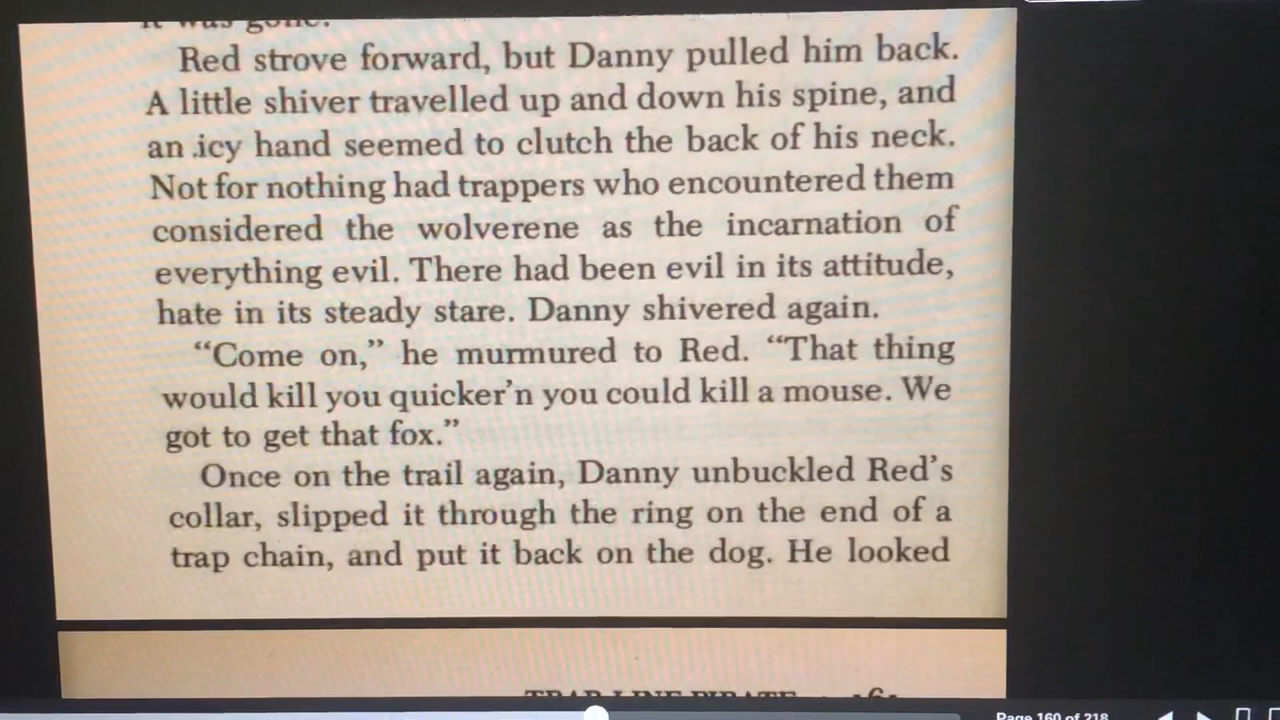 it was gone.
Red strove forward, but Danny pulled him back.
A little shiver travelled up and down his spine, and
an icy hand seemed to clutch the back of his neck.
Not for nothing had trappers who encountered them
considered the wolverene as the incarnation of
everything evil. There had been evil in its attitude,
hate in its steady stare. Danny shivered again.
“Come on,” he murmured to Red. “That thing
would kill you quicker’n you could kill a mouse. We
got to get that fox.”
Once on the trail again, Danny unbuckled Red’s
collar, slipped it through the ring on the end of a
trap chain, and put it back on the dog. He looked
TRAP LINE PIRATE
Page 160 of 218